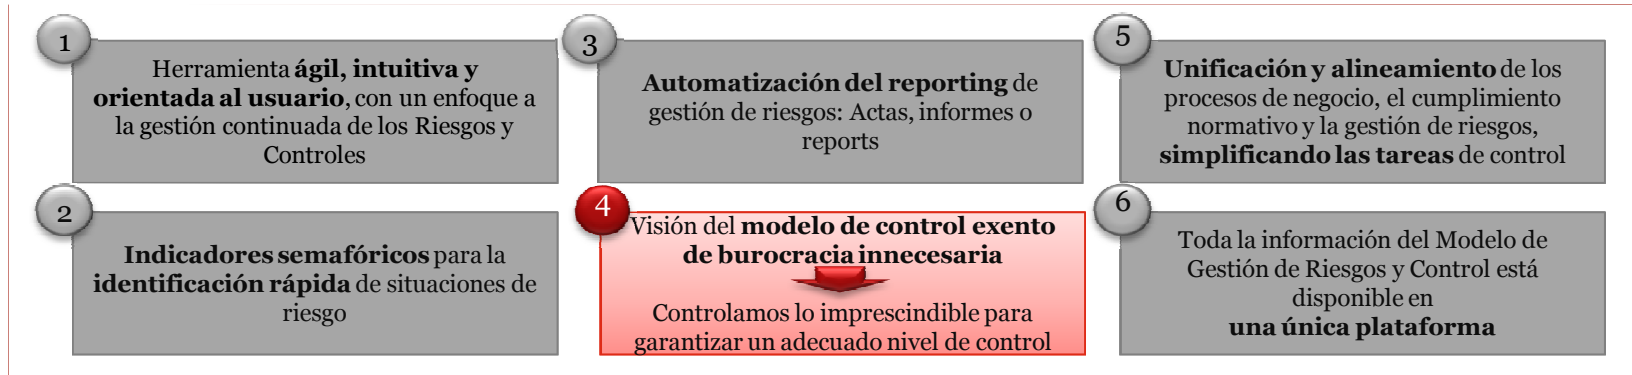 1
Herramienta ágil, intuitiva y
orientada al usuario, con un enfoque a
la gestión continuada de los Riesgos y
Controles
2
Indicadores semafóricos para la
identificación rápida de situaciones de
riesgo
3
Automatización del reporting de
gestión de riesgos: Actas, informes o
reports
4
Visión del modelo de control exento
de burocracia innecesaria
Controlamos lo imprescindible para
garantizar un adecuado nivel de control
5
Unificación y alineamiento de los
procesos de negocio, el cumplimiento
normativo y la gestión de riesgos,
simplificando las tareas de control
6
Toda la información del Modelo de
Gestión de Riesgos y Control está
disponible en
una única plataforma